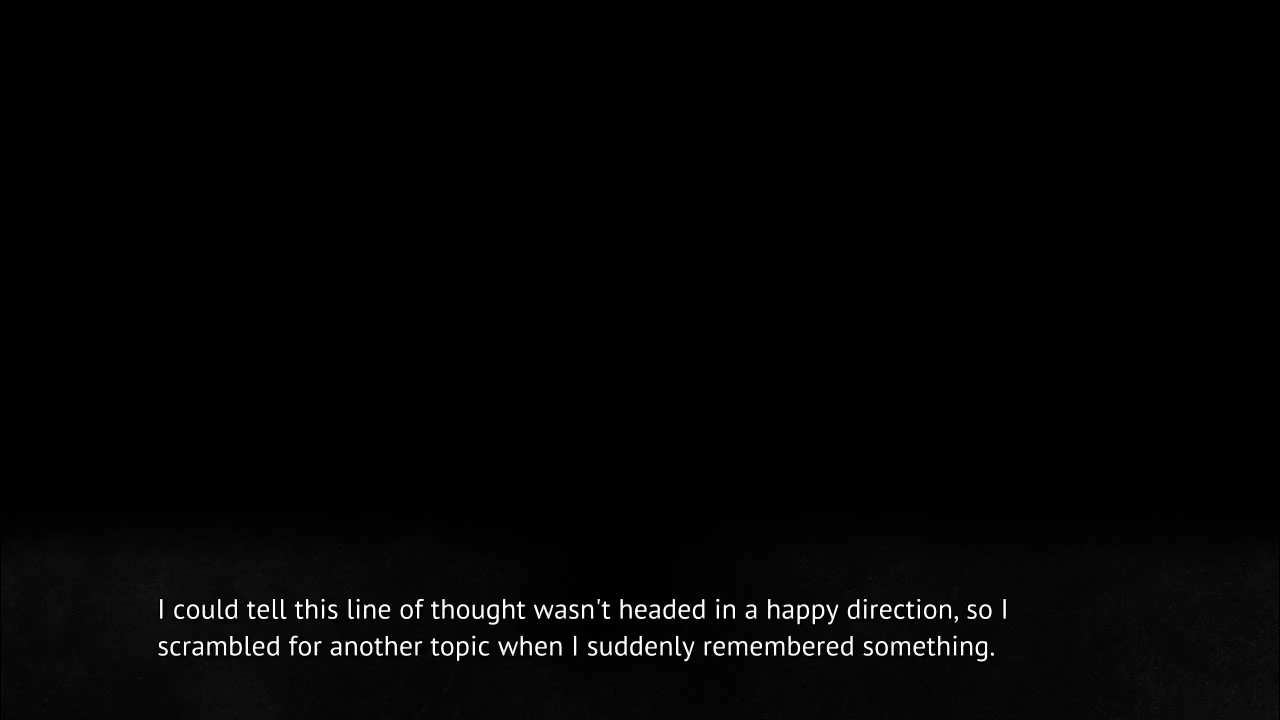 I could tell this line of thought wasn't headed in a happy direction, so I
scrambled for another topic when I suddenly remembered something.